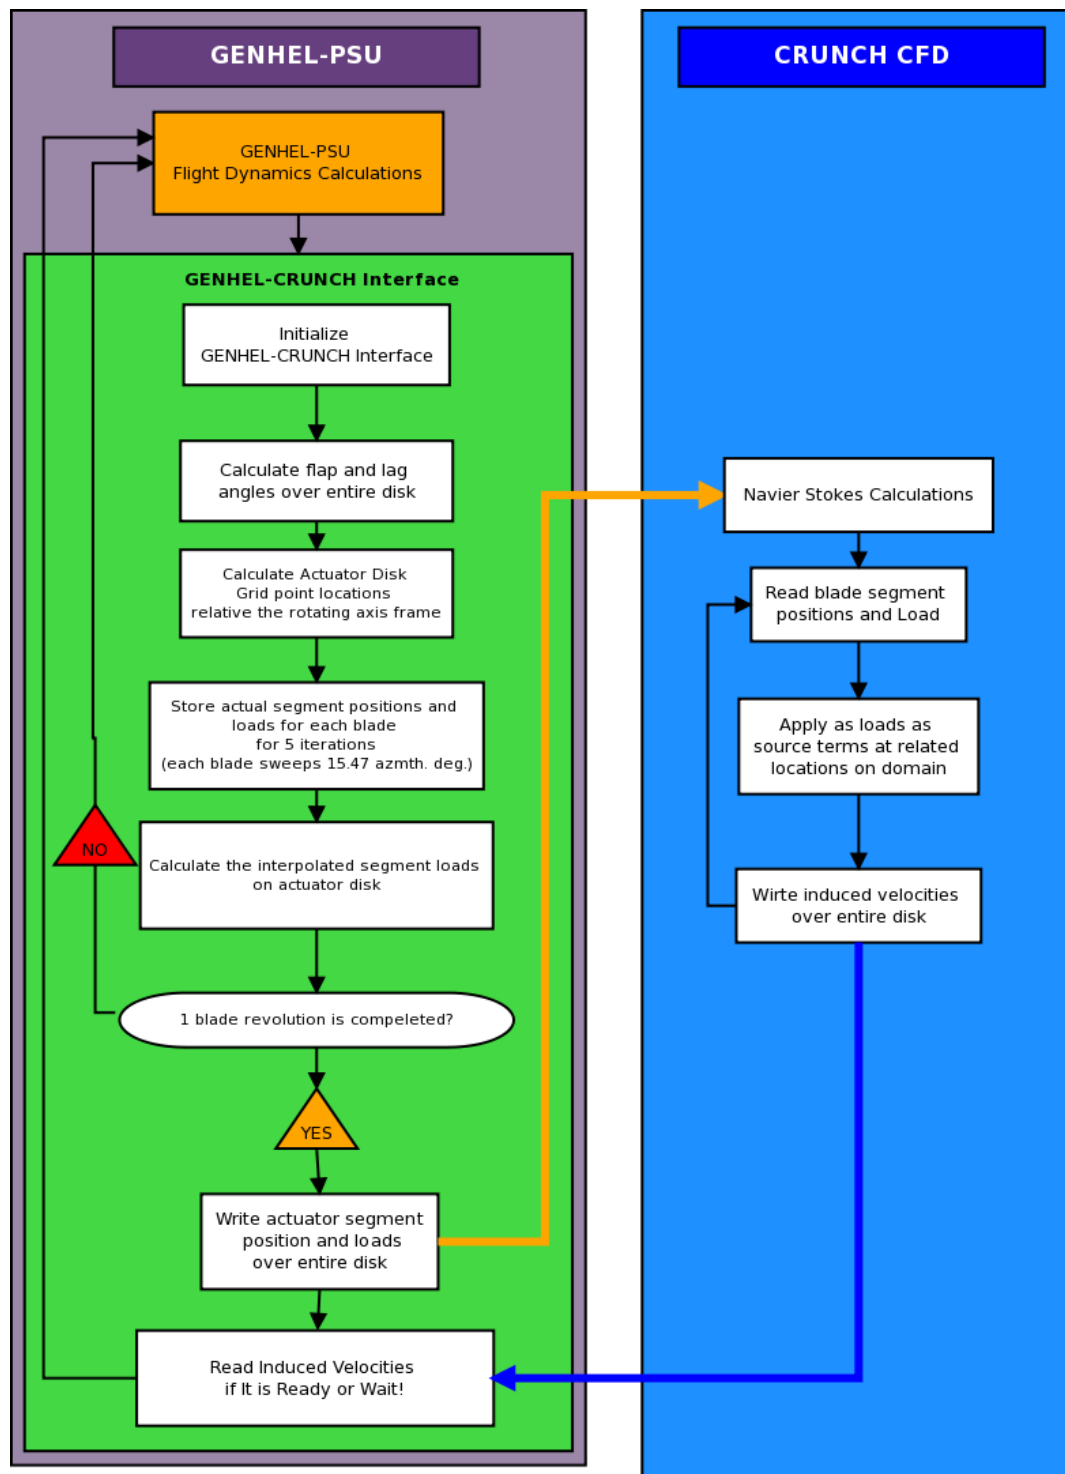 GENHEL-PSU
GENHEL-PSU
Flight Dynamics Calculations
GENHEL-CRUNCH Interface
Initialize
GENHEL-CRUNCH Interface
Calculate flap and lag
angles over entire disk
Calculate Actuator Disk
Grid point locations
relative the rotating axis frame
Store actual segment positions and
loads for each blade
for 5 iterations
(each blade sweeps 15.47 azmth. deg.)
NO
Calculate the interpolated segment loads
on actuator disk
1 blade revolution is compeleted?
YES
Write actuator segment
position and loads
over entire disk
Read Induced Velocities
if It is Ready or Wait!
CRUNCH CFD
Navier Stokes Calculations
Read blade segment
positions and Load
Apply as loads as
source terms at related
locations on domain
Wirte induced velocities
over entire disk